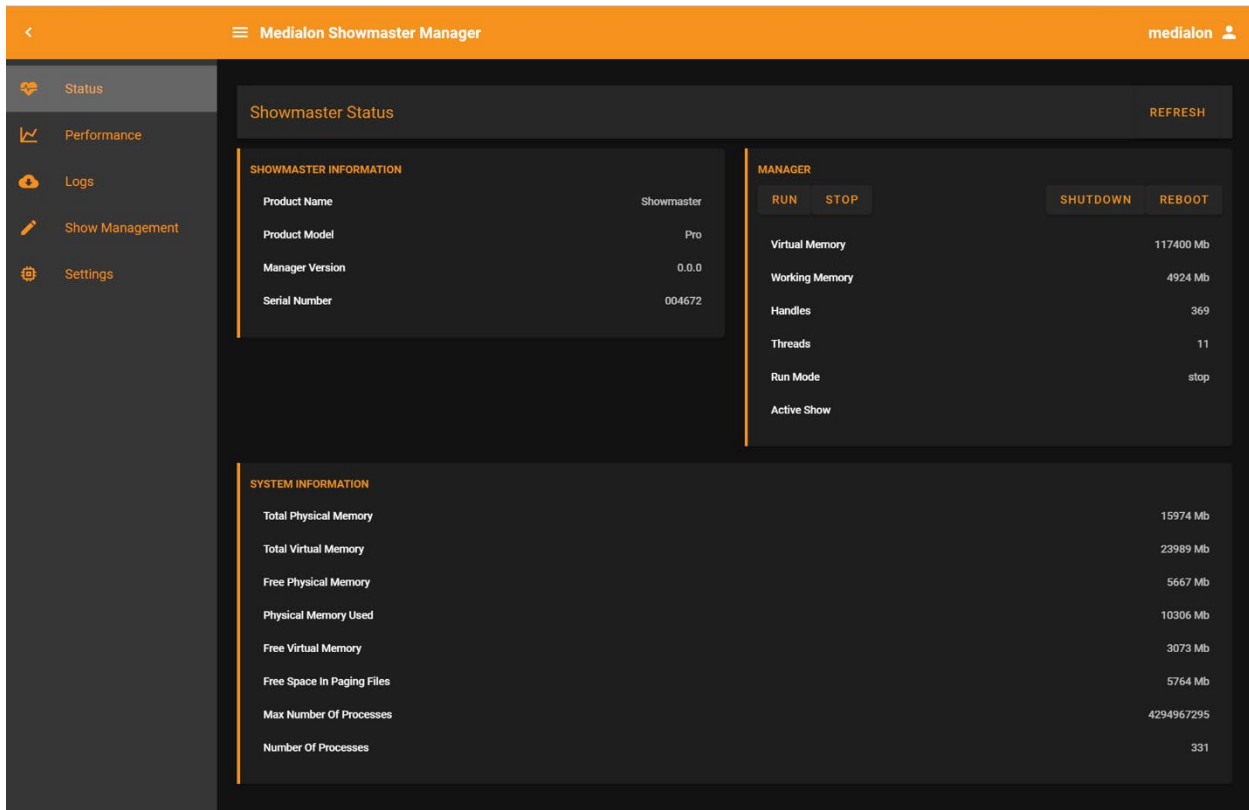 Medialon Showmaster Manager medialon
Status
Performance
Logs
Show Management
Settings
Showmaster Status REFRESH
SHOWMASTER INFORMATION
Product Name Showmaster
Product Model Pro
Manager Version 0.0.0
Serial Number 004672
MANAGER
RUN STOP SHUTDOWN REBOOT
Virtual Memory 117400 Mb
Working Memory 4924 Mb
Handles 369
Threads 11
Run Mode stop
Active Show
SYSTEM INFORMATION
Total Physical Memory 15974 Mb
Total Virtual Memory 23989 Mb
Free Physical Memory 5667 Mb
Physical Memory Used 10306 Mb
Free Virtual Memory 3073 Mb
Free Space In Paging Files 5764 Mb
Max Number Of Processes 4294967295
Number Of Processes 331